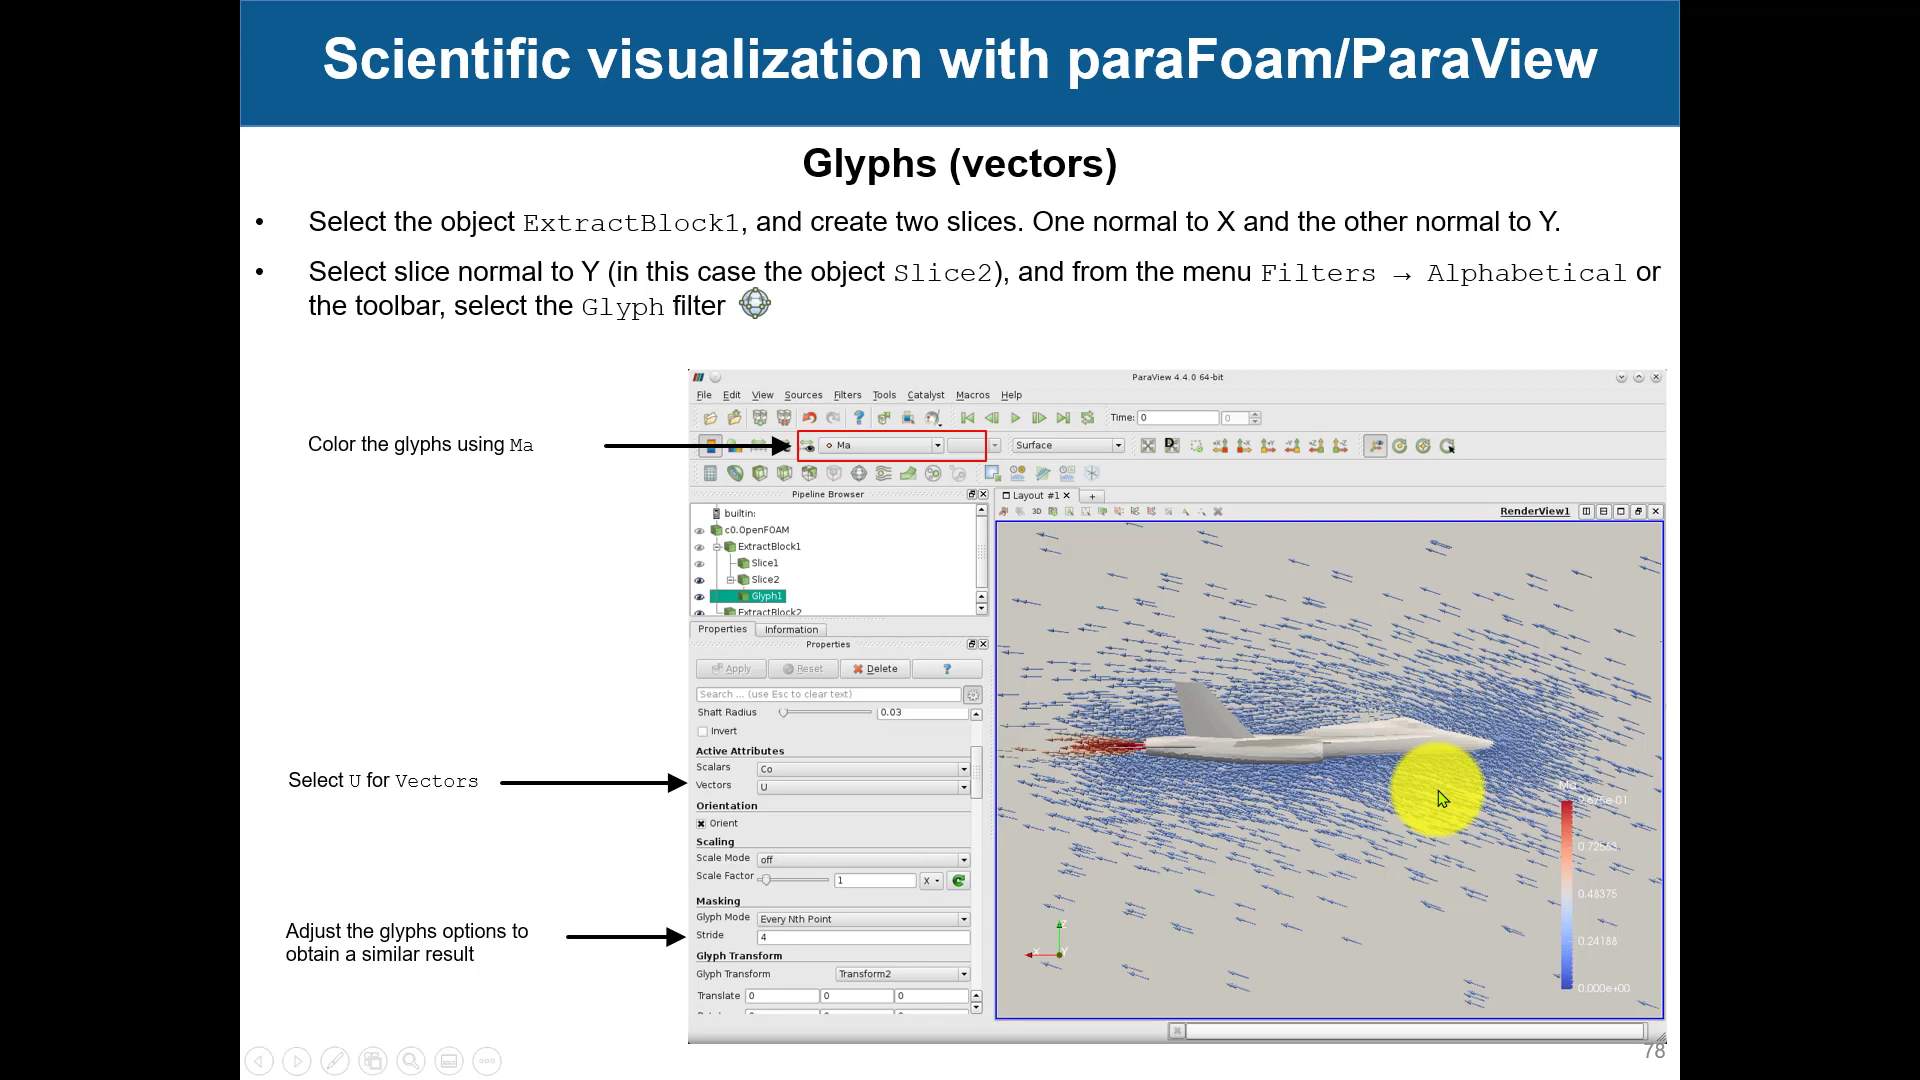 Scientific visualization with paraFoam/ParaView
Glyphs (vectors)
• Select the object ExtractBlock1, and create two slices. One normal to X and the other normal to Y.
• Select slice normal to Y (in this case the object Slice2), and from the menu Filters → Alphabetical or
the toolbar, select the Glyph filter
Color the glyphs using Ma
Select U for Vectors
Adjust the glyphs options to
obtain a similar result
ParaView 4.4.0 64-bit
File Edit View Sources Filters Tools Catalyst Macros Help
Time: 0 0
Ma Surface
Pipeline Browser
builtin:
c0.OpenFOAM
ExtractBlock1
Slice1
Slice2
Glyph1
ExtractBlock2
Properties Information
Properties
Apply Reset Delete ?
Search ... (use Esc to clear text)
Shaft Radius 0.03
Invert
Active Attributes
Scalars Co
Vectors U
Orientation
Orient
Scaling
Scale Mode off
Scale Factor 1 X
Masking
Glyph Mode Every Nth Point
Stride 4
Glyph Transform
Glyph Transform Transform2
Translate 0 0 0
Layout #1 +
3D RenderView1
Ma
0.48375
0.24188
0.000e+00
X Y Z
78